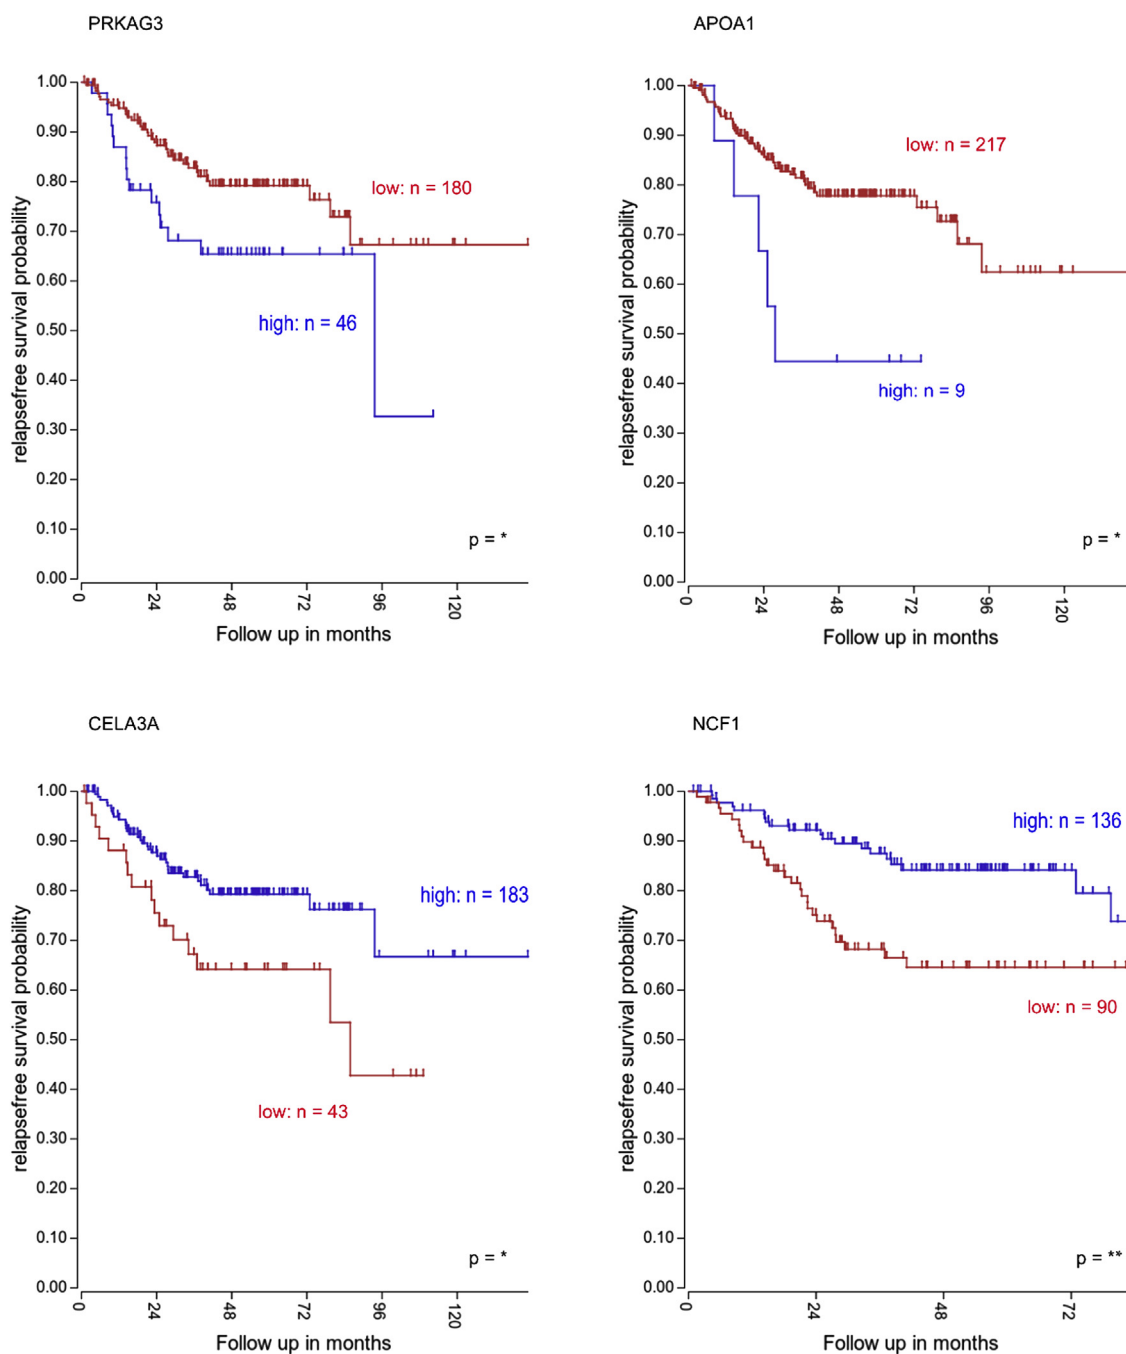 PRKAG3
relapsefree survival probability
1.00
0.90
0.80
0.70
0.60
0.50
0.40
0.30
0.20
0.10
0.00
low: n = 180
high: n = 46
p = *
0 24 48 72 96 120
Follow up in months
APOA1
relapsefree survival probability
1.00
0.90
0.80
0.70
0.60
0.50
0.40
0.30
0.20
0.10
0.00
low: n = 217
high: n = 9
p = *
0 24 48 72 96 120
Follow up in months
CELA3A
relapsefree survival probability
1.00
0.90
0.80
0.70
0.60
0.50
0.40
0.30
0.20
0.10
0.00
high: n = 183
low: n = 43
p = *
0 24 48 72 96 120
Follow up in months
NCF1
relapsefree survival probability
1.00
0.90
0.80
0.70
0.60
0.50
0.40
0.30
0.20
0.10
0.00
high: n = 136
low: n = 90
p = **
0 24 48 72
Follow up in months